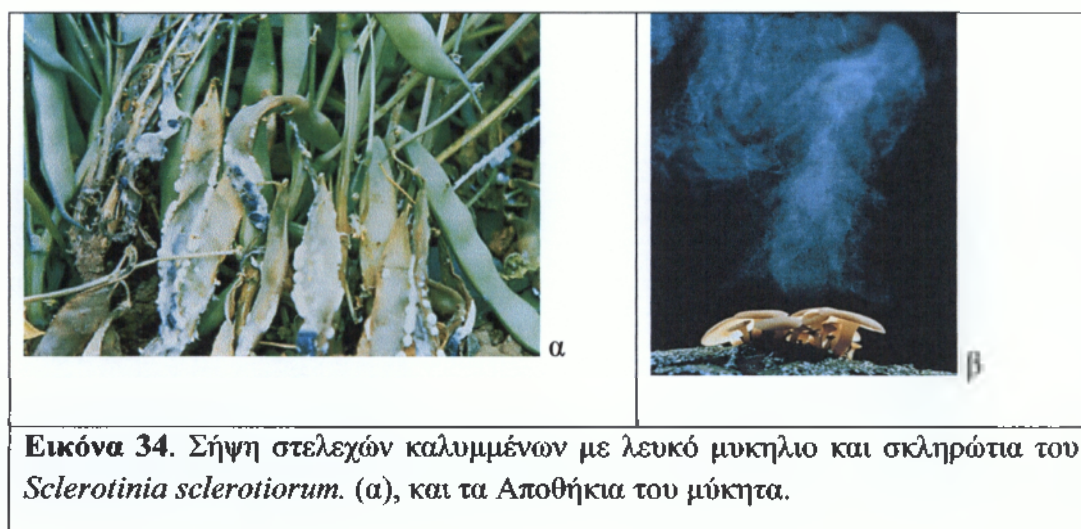 α
β
Εικόνα 34. Σήψη στελεχών καλυμμένων με λευκό μυκηλιο και σκληρώτια του
Sclerotinia sclerotiorum. (α), και τα Αποθήκια του μύκητα.